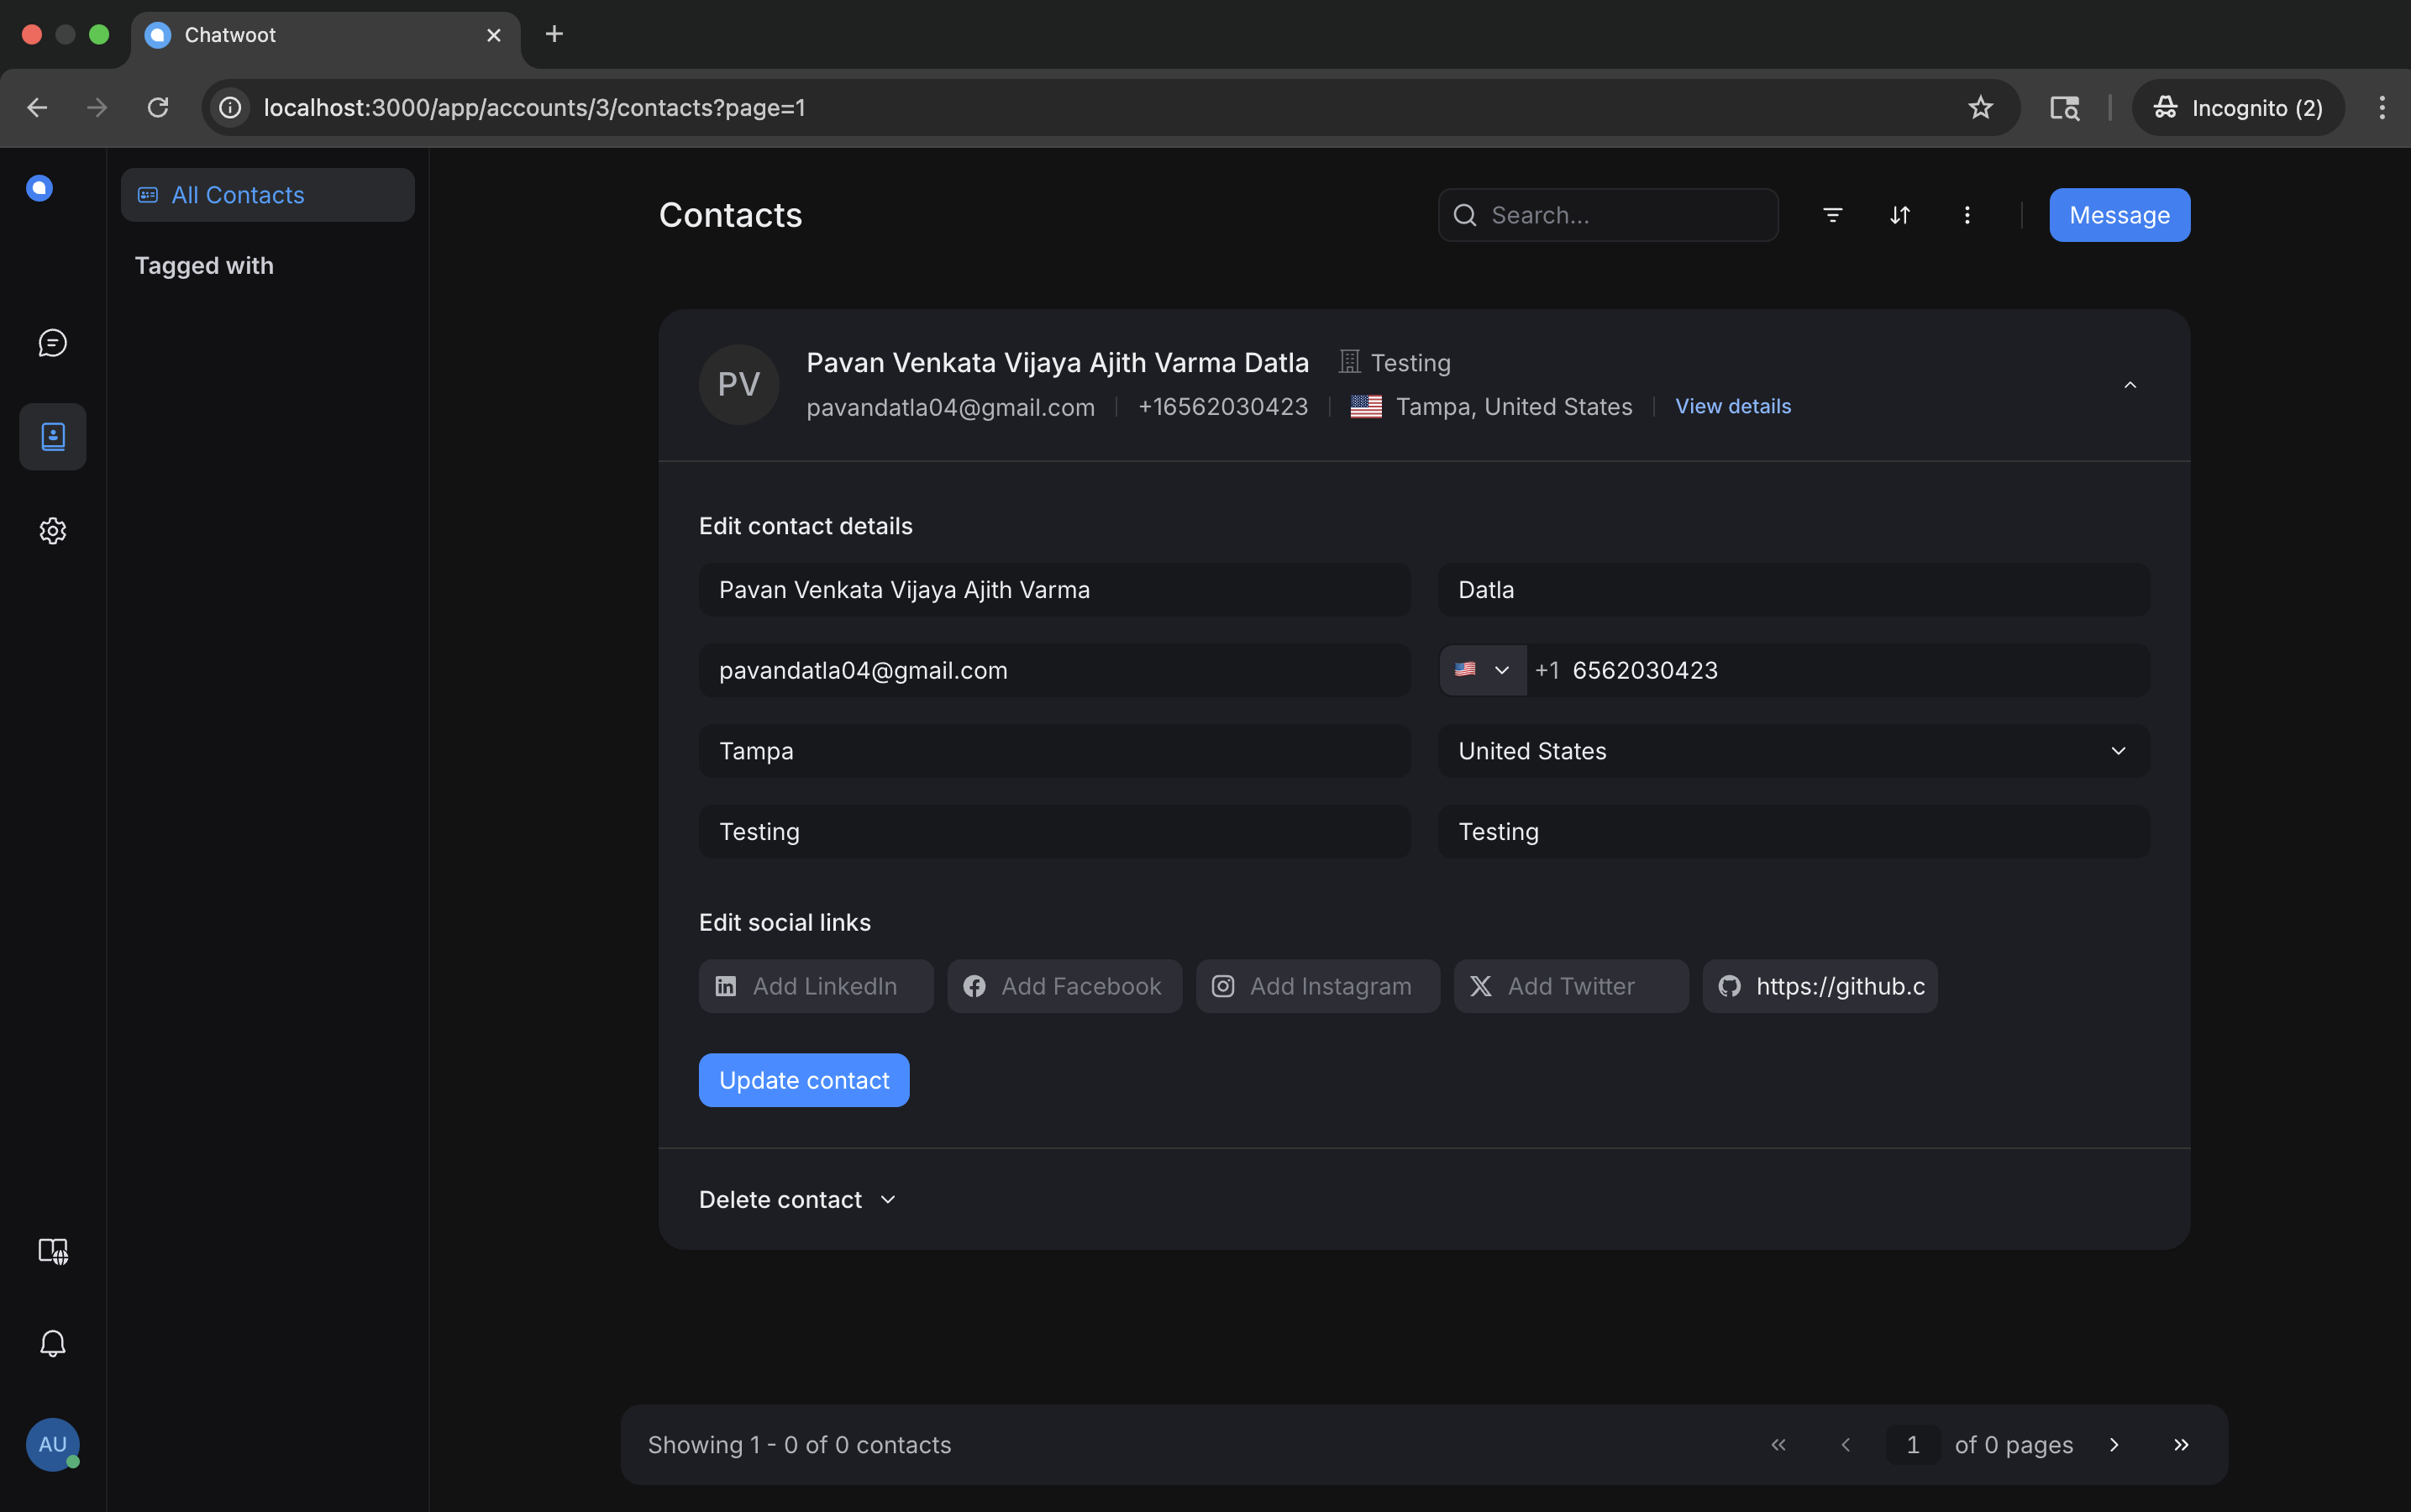 Chatwoot
localhost:3000/app/accounts/3/contacts?page=1
Incognito (2)
All Contacts
Tagged with
Contacts
Search...
Message
PV
Pavan Venkata Vijaya Ajith Varma Datla
Testing
pavandatla04@gmail.com
+16562030423
Tampa, United States
View details
Edit contact details
Pavan Venkata Vijaya Ajith Varma
Datla
pavandatla04@gmail.com
+1 6562030423
Tampa
United States
Testing
Testing
Edit social links
Add LinkedIn
Add Facebook
Add Instagram
Add Twitter
https://github.c
Update contact
Delete contact
AU
Showing 1 - 0 of 0 contacts
1 of 0 pages